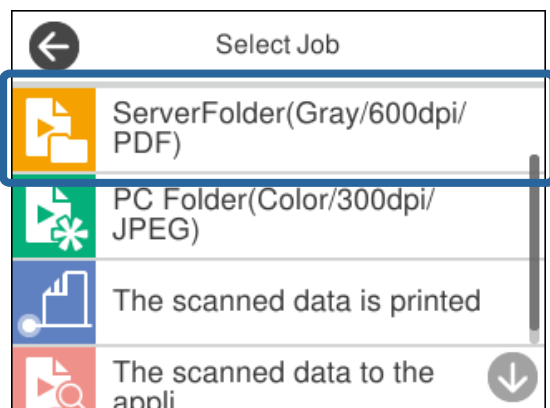 Select Job
ServerFolder(Gray/600dpi/
PDF)
PC Folder(Color/300dpi/
JPEG)
The scanned data is printed
The scanned data to the
appli